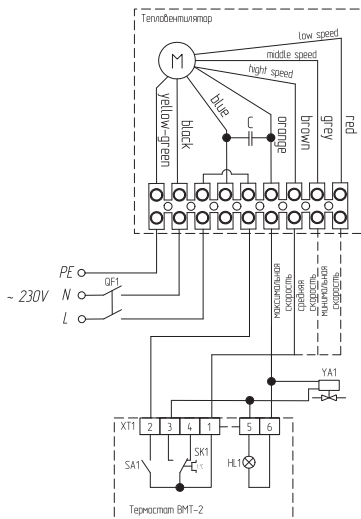 Тепловентилятор
low speed
middle speed
hight speed
M
yellow-green
black
blue
C
orange
brown
grey
red
PE
~ 230V
N
QF1
L
максимальная
скорость
средняя
скорость
минимальная
скорость
YA1
XT1
2
3
4
1
5
6
SA1
SK1
t°C
HL1
Термостат ВМТ-2